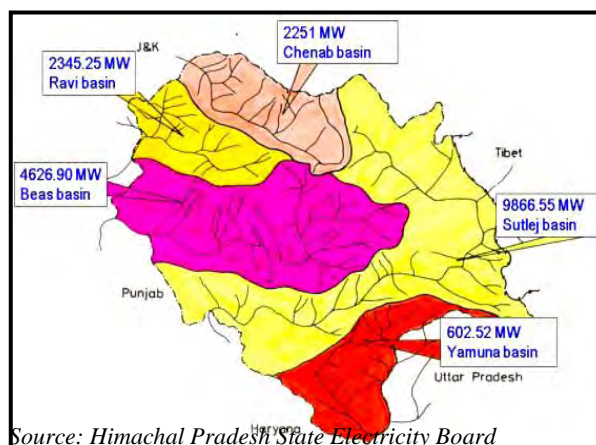 2251 MW
Chenab basin
J&K
2345.25 MW
Ravi basin
Tibet
4626.90 MW
Beas basin
9866.55 MW
Sutlej basin
Punjab
602.52 MW
Yamuna basin
Uttar Pradesh
Haryana
Source: Himachal Pradesh State Electricity Board